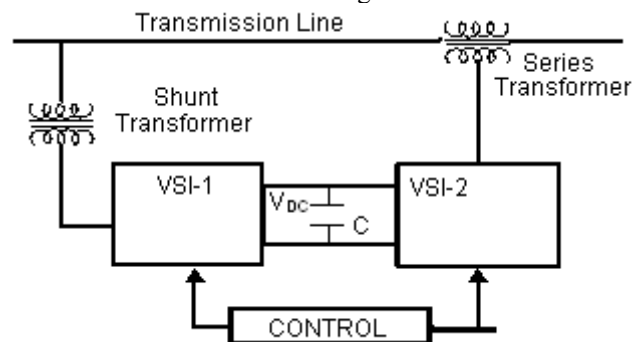 Transmission Line
Series
Transformer
Shunt
Transformer
VSI-1
VDC
C
VSI-2
CONTROL